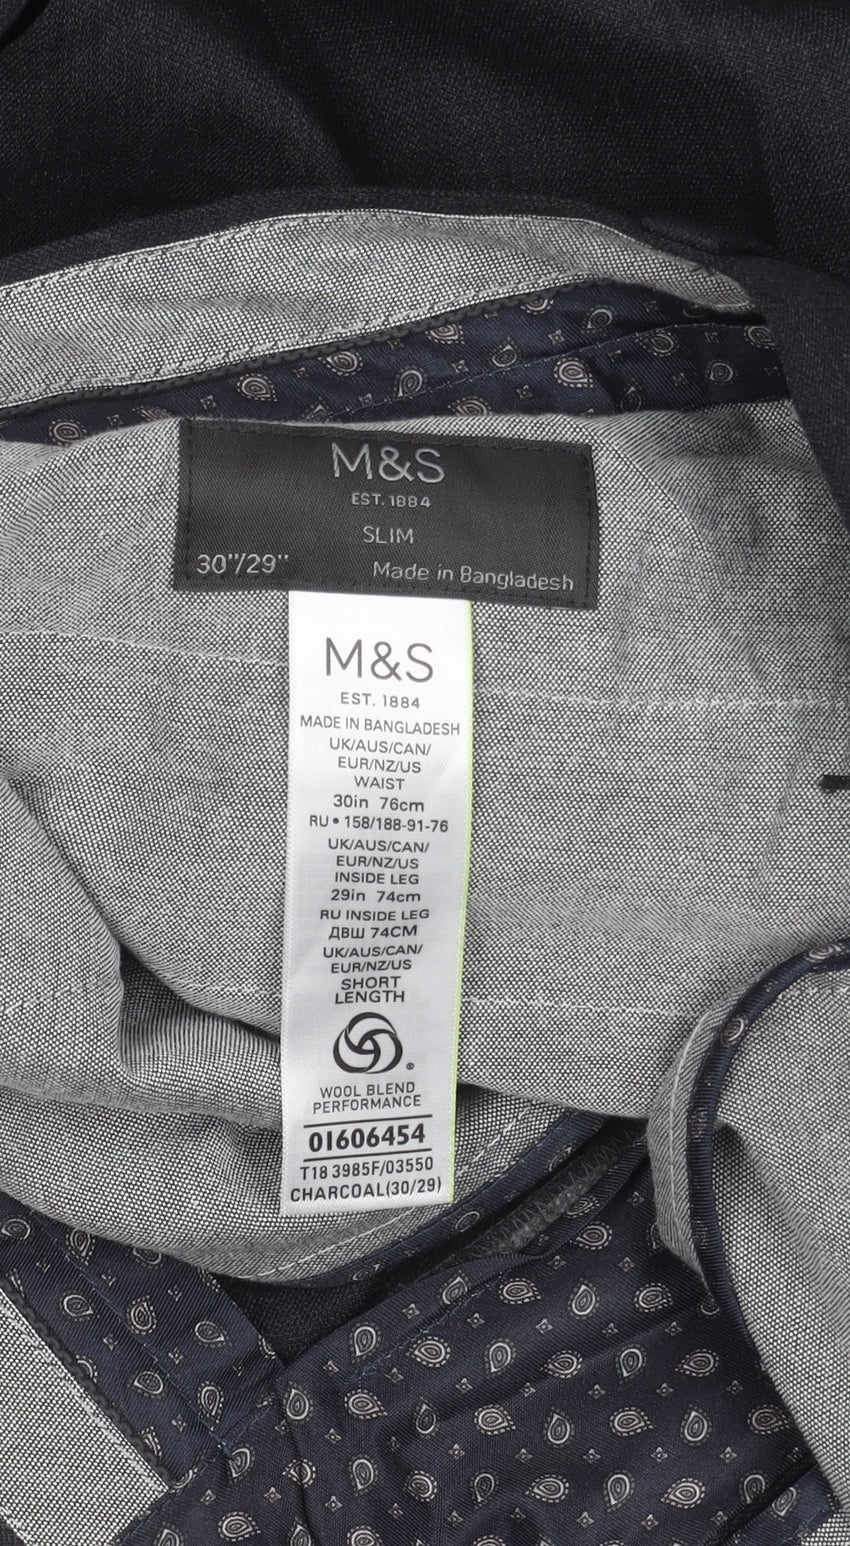 M&S
EST. 1884
SLIM
30"/29" Made in Bangladesh
M&S
EST. 1884
MADE IN BANGLADESH
UK/AUS/CAN/
EUR/NZ/US
WAIST
30in 76cm
RU • 158/188-91-76
UK/AUS/CAN/
EUR/NZ/US
INSIDE LEG
29in 74cm
RU INSIDE LEG
ДВШ 74CM
UK/AUS/CAN/
EUR/NZ/US
SHORT
LENGTH
®
WOOL BLEND
PERFORMANCE
01606454
T18 3985F/03550
CHARCOAL(30/29)